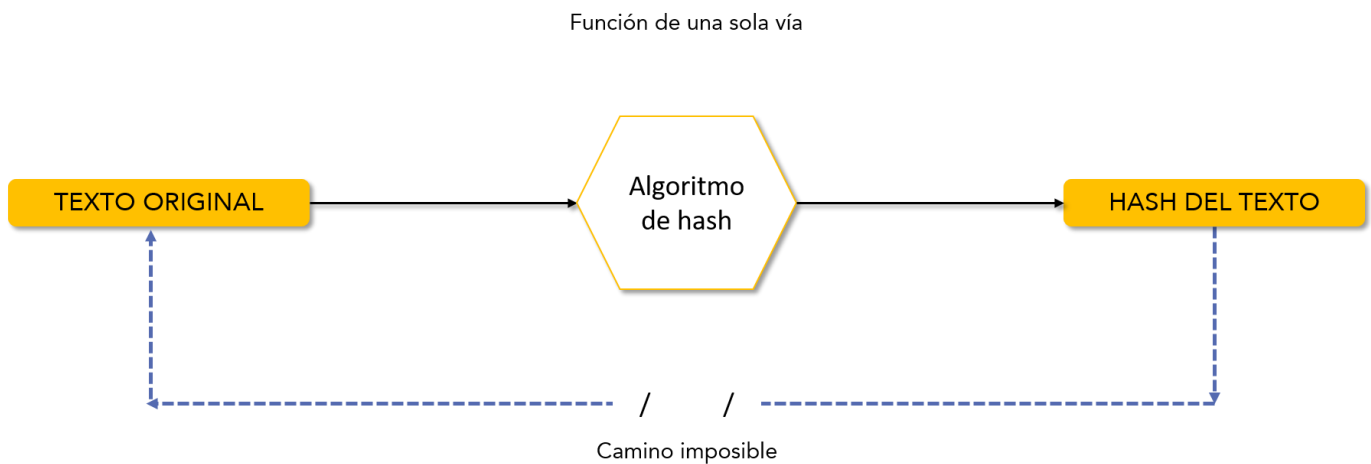 Función de una sola vía
TEXTO ORIGINAL
Algoritmo
de hash
HASH DEL TEXTO
/ /
Camino imposible